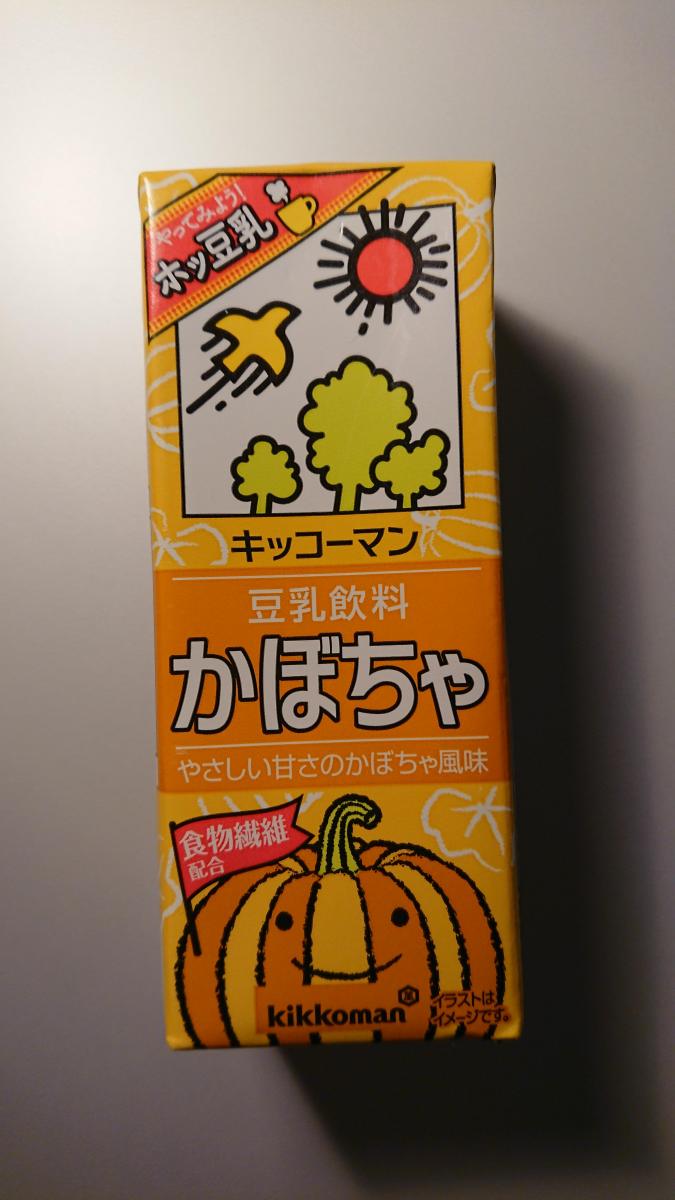 やってみよう!
ホッ豆乳
キッコーマン
豆乳飲料
かぼちゃ
やさしい甘さのかぼちゃ風味
食物繊維
配合
kikkoman
イラストは
イメージです。